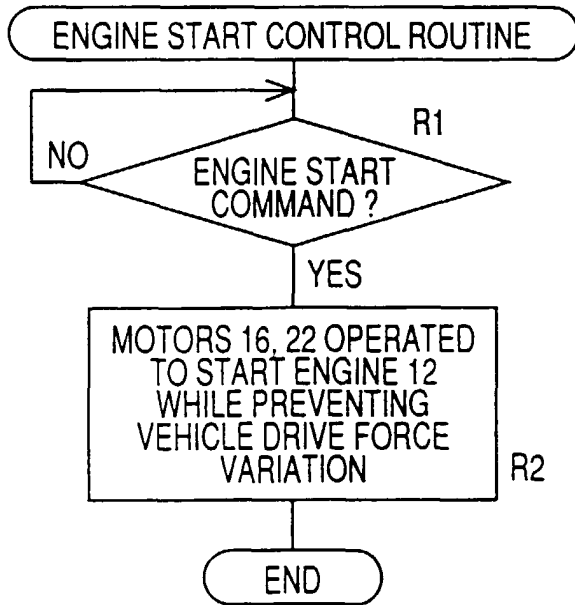 ENGINE START CONTROL ROUTINE
R1
NO
ENGINE START
COMMAND ?
YES
MOTORS 16, 22 OPERATED
TO START ENGINE 12
WHILE PREVENTING
VEHICLE DRIVE FORCE
VARIATION
R2
END